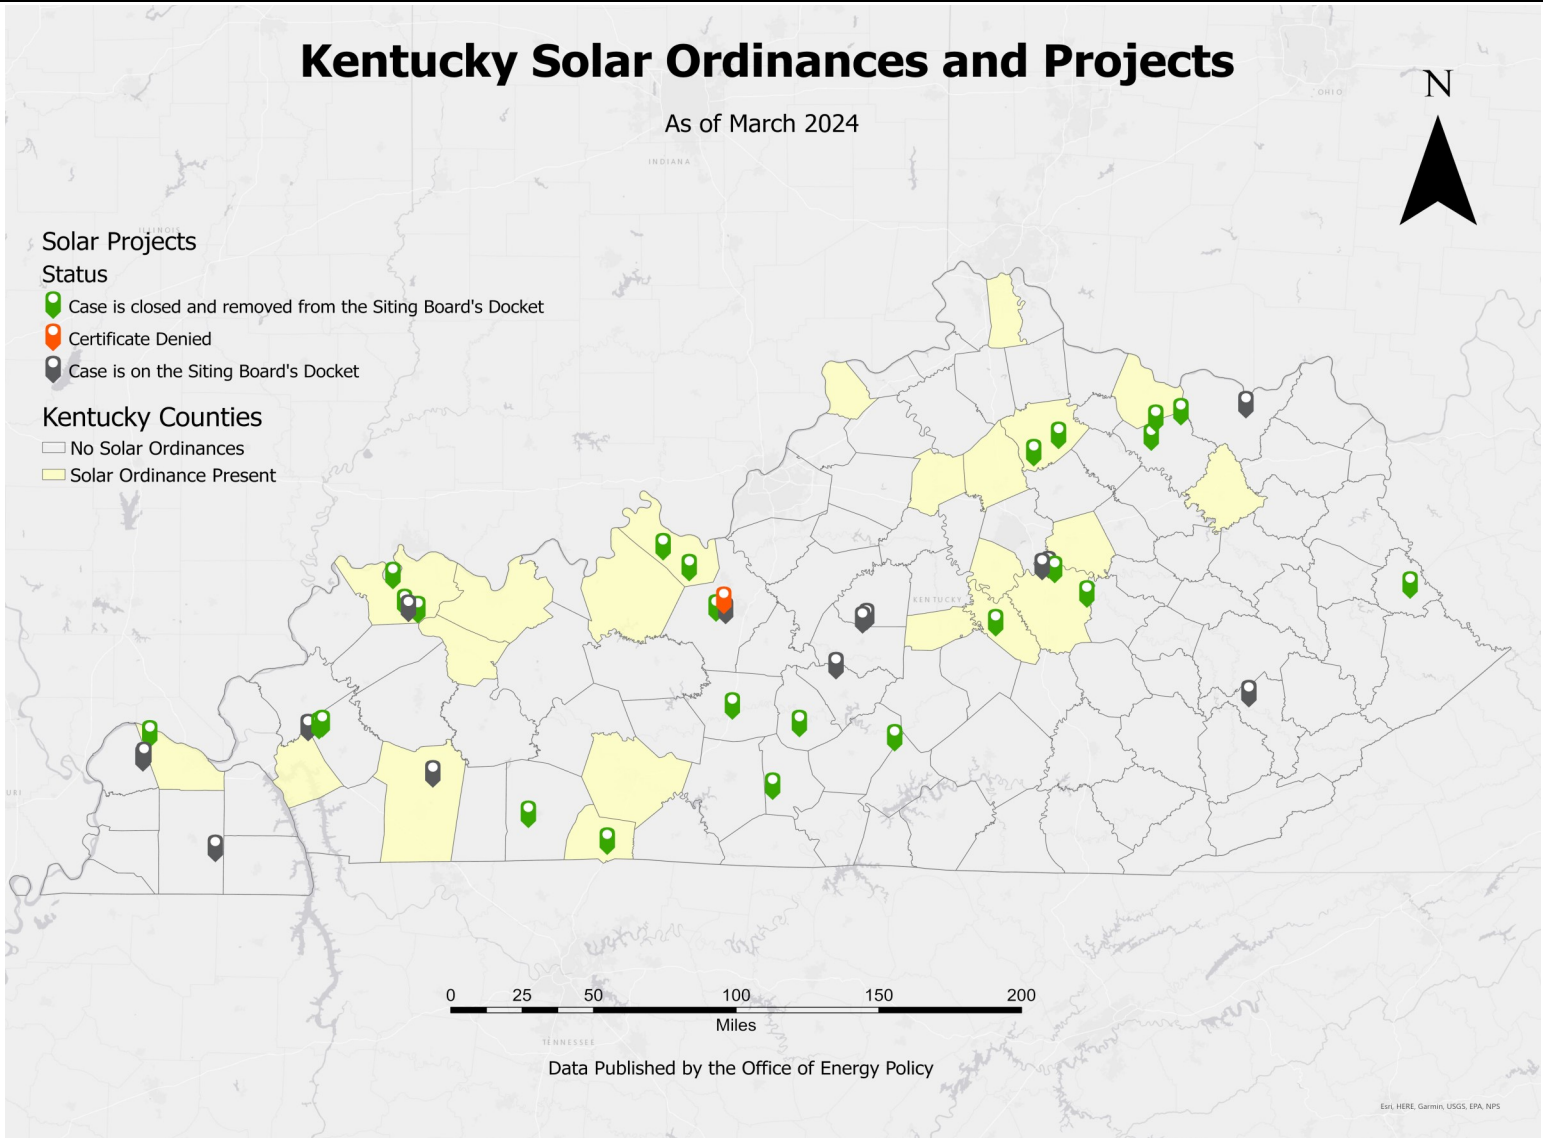 Kentucky Solar Ordinances and Projects
As of March 2024
N
OHIO
INDIANA
ILLINOIS
Solar Projects
Status
Case is closed and removed from the Siting Board's Docket
Certificate Denied
Case is on the Siting Board's Docket
Kentucky Counties
No Solar Ordinances
Solar Ordinance Present
KENTUCKY
URI
0 25 50 100 150 200
Miles
TENNESSEE
Data Published by the Office of Energy Policy
Esri, HERE, Garmin, USGS, EPA, NPS